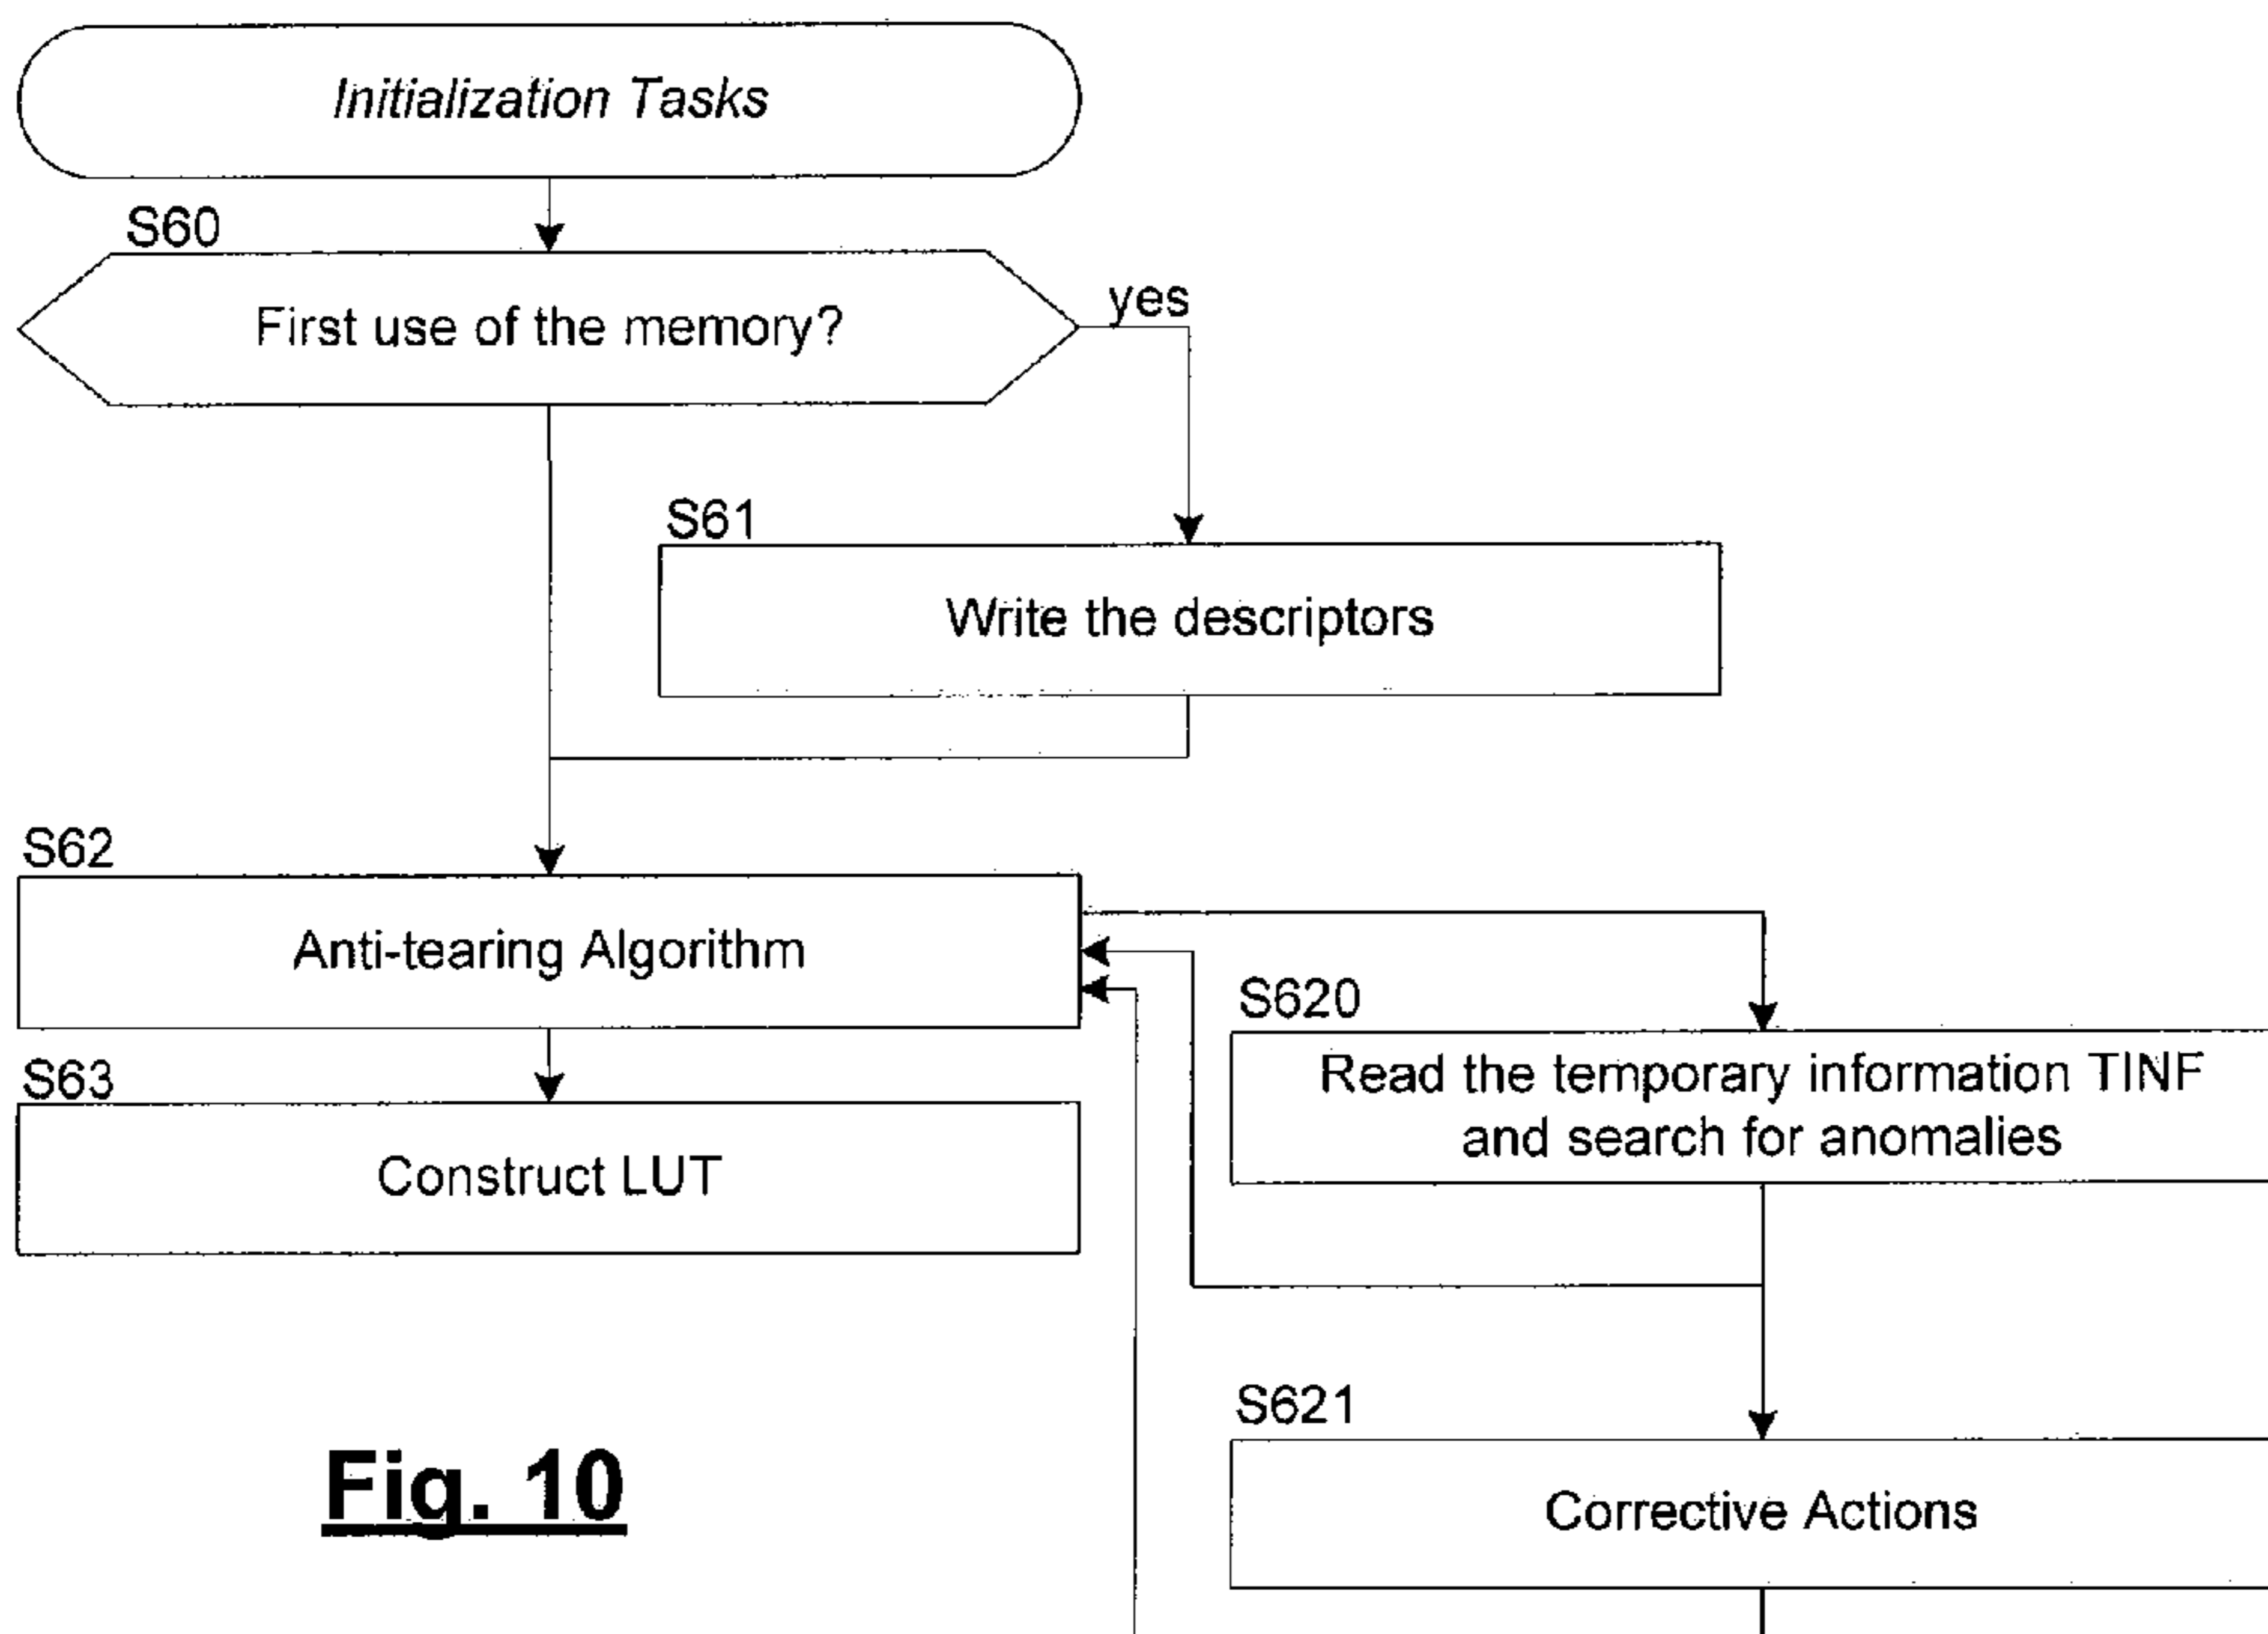 Initialization Tasks
S60
First use of the memory?
yes
S61
Write the descriptors
S62
Anti-tearing Algorithm
S620
Read the temporary information TINF
and search for anomalies
S63
Construct LUT
S621
Corrective Actions
Fig. 10